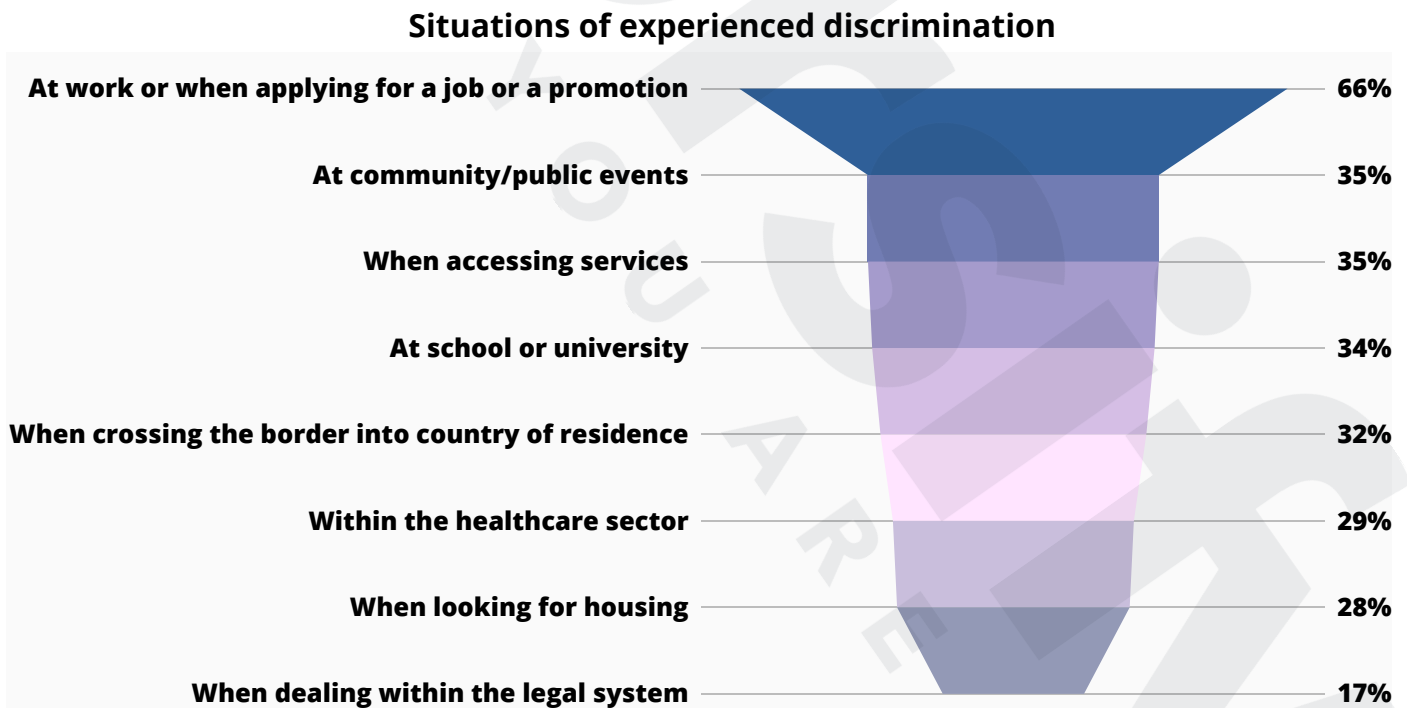 Situations of experienced discrimination
At work or when applying for a job or a promotion 66%
At community/public events 35%
When accessing services 35%
At school or university 34%
When crossing the border into country of residence 32%
Within the healthcare sector 29%
When looking for housing 28%
When dealing within the legal system 17%
YOU ARE